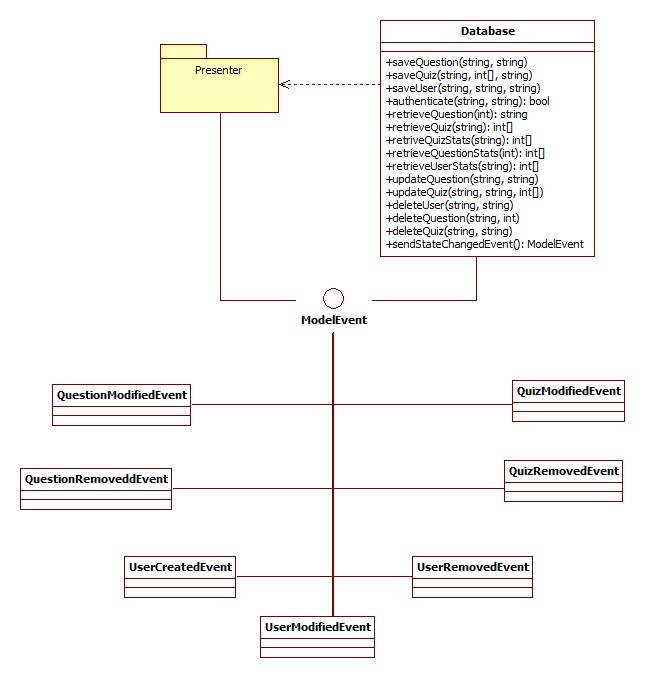 Database
Presenter
+saveQuestion(string, string)
+saveQuiz(string, int[], string)
+saveUser(string, string, string)
+authenticate(string, string): bool
+retrieveQuestion(int): string
+retrieveQuiz(string): int[]
+retriveQuizStats(string): int[]
+retrieveQuestionStats(int): int[]
+retrieveUserStats(string): int[]
+updateQuestion(string, string)
+updateQuiz(string, string, int[])
+deleteUser(string, string)
+deleteQuestion(string, int)
+deleteQuiz(string, string)
+sendStateChangedEvent(): ModelEvent
ModelEvent
QuestionModifiedEvent
QuizModifiedEvent
QuestionRemoveddEvent
QuizRemovedEvent
UserCreatedEvent
UserRemovedEvent
UserModifiedEvent